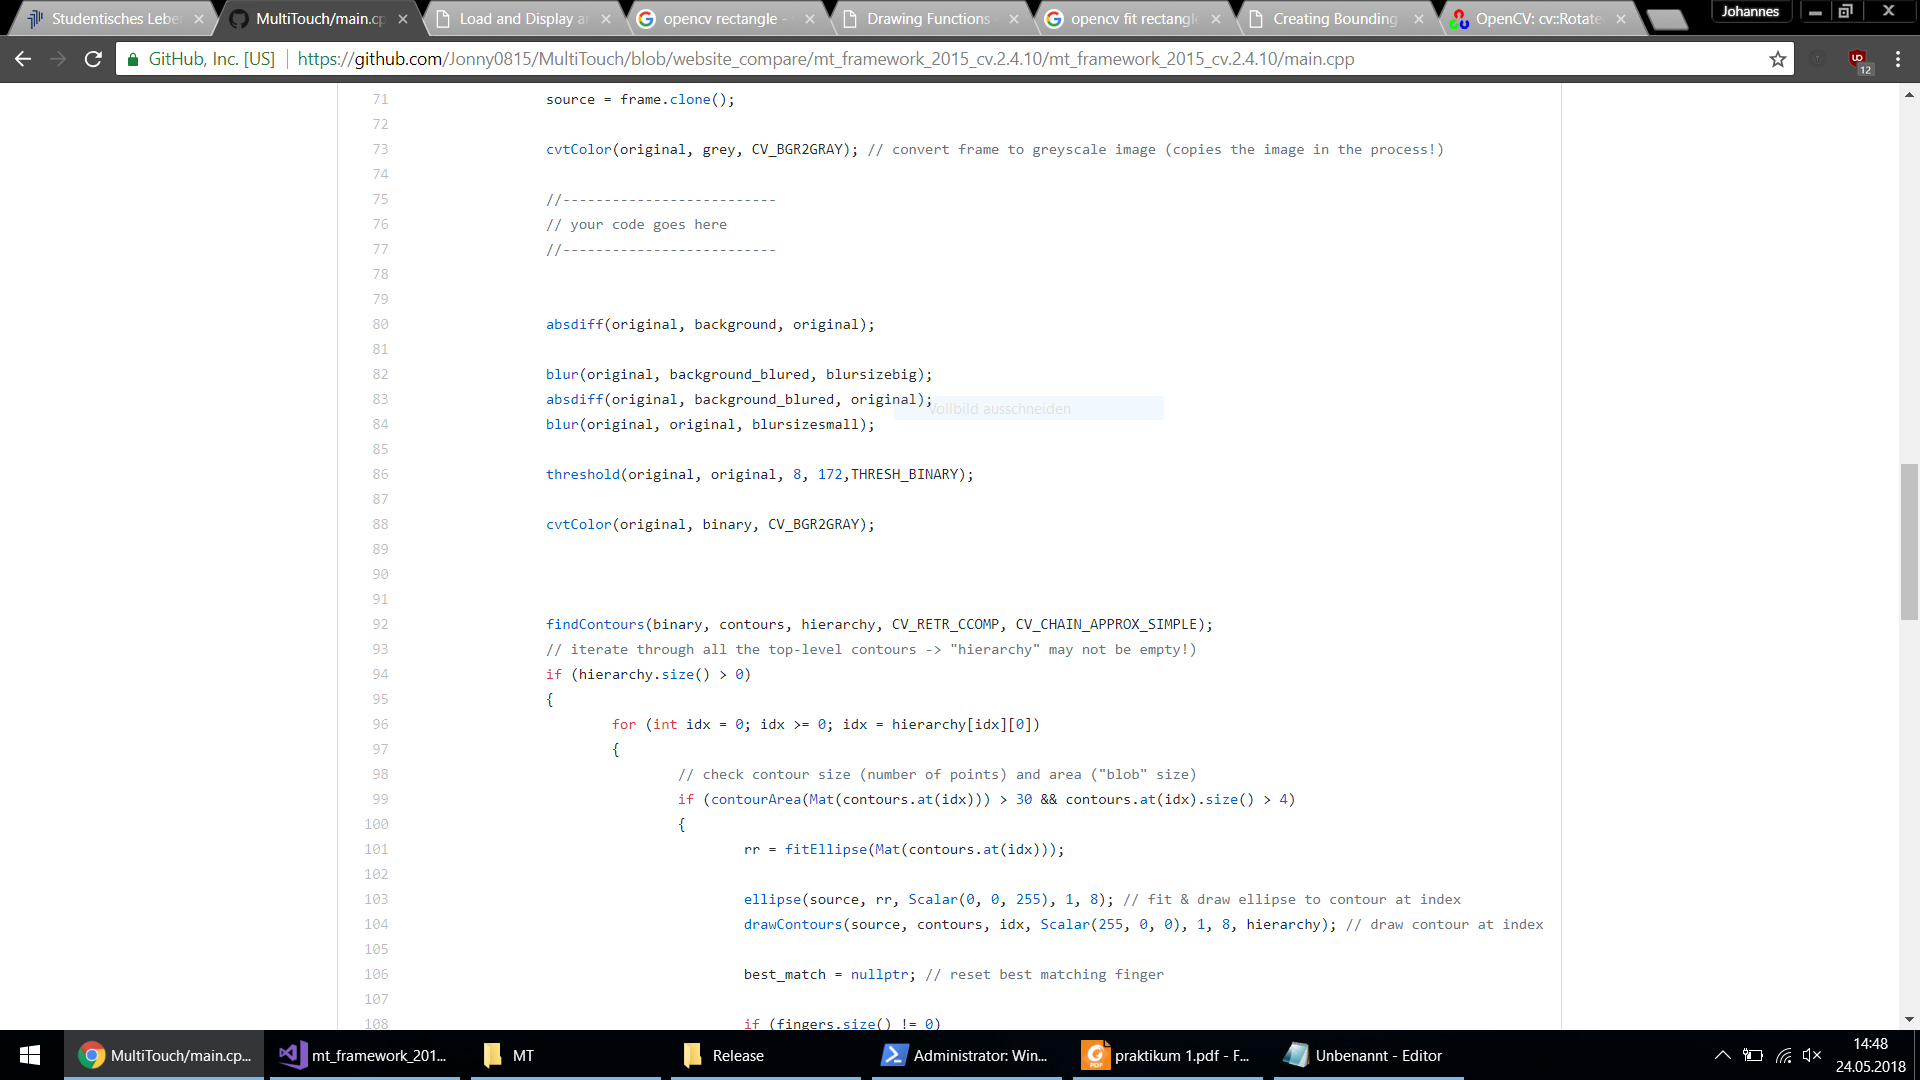 Studentisches Lebe
MultiTouch/main.cp
Load and Display a
opencv rectangle -
Drawing Functions
opencv fit rectangle
Creating Bounding
OpenCV: cv::Rotate
Johannes
GitHub, Inc. [US]
https://github.com/Jonny0815/MultiTouch/blob/website_compare/mt_framework_2015_cv.2.4.10/mt_framework_2015_cv.2.4.10/main.cpp
12
71 source = frame.clone();
72
73 cvtColor(original, grey, CV_BGR2GRAY); // convert frame to greyscale image (copies the image in the process!)
74
75 //--------------------------
76 // your code goes here
77 //--------------------------
78
79
80 absdiff(original, background, original);
81
82 blur(original, background_blured, blursizebig);
83 absdiff(original, background_blured, original);
Vollbild ausschneiden
84 blur(original, original, blursizesmall);
85
86 threshold(original, original, 8, 172,THRESH_BINARY);
87
88 cvtColor(original, binary, CV_BGR2GRAY);
89
90
91
92 findContours(binary, contours, hierarchy, CV_RETR_CCOMP, CV_CHAIN_APPROX_SIMPLE);
93 // iterate through all the top-level contours -> "hierarchy" may not be empty!)
94 if (hierarchy.size() > 0)
95 {
96 for (int idx = 0; idx >= 0; idx = hierarchy[idx][0])
97 {
98 // check contour size (number of points) and area ("blob" size)
99 if (contourArea(Mat(contours.at(idx))) > 30 && contours.at(idx).size() > 4)
100 {
101 rr = fitEllipse(Mat(contours.at(idx)));
102
103 ellipse(source, rr, Scalar(0, 0, 255), 1, 8); // fit & draw ellipse to contour at index
104 drawContours(source, contours, idx, Scalar(255, 0, 0), 1, 8, hierarchy); // draw contour at index
105
106 best_match = nullptr; // reset best matching finger
107
108 if (fingers.size() != 0)
MultiTouch/main.cp...
mt_framework_201...
MT
Release
Administrator: Win...
praktikum 1.pdf - F...
Unbenannt - Editor
14:48
24.05.2018